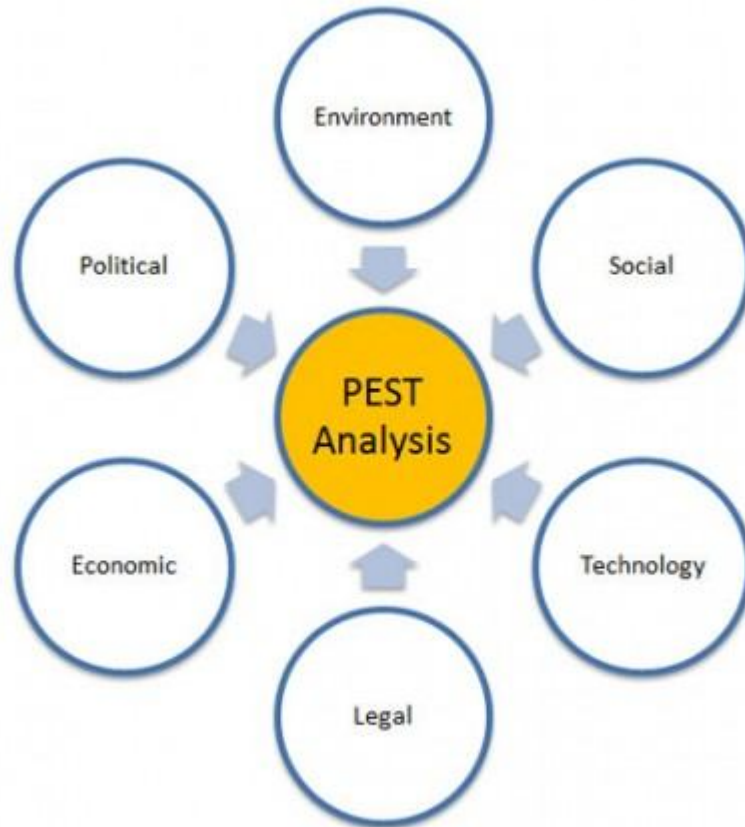 Environment
Political
Social
PEST
Analysis
Economic
Technology
Legal